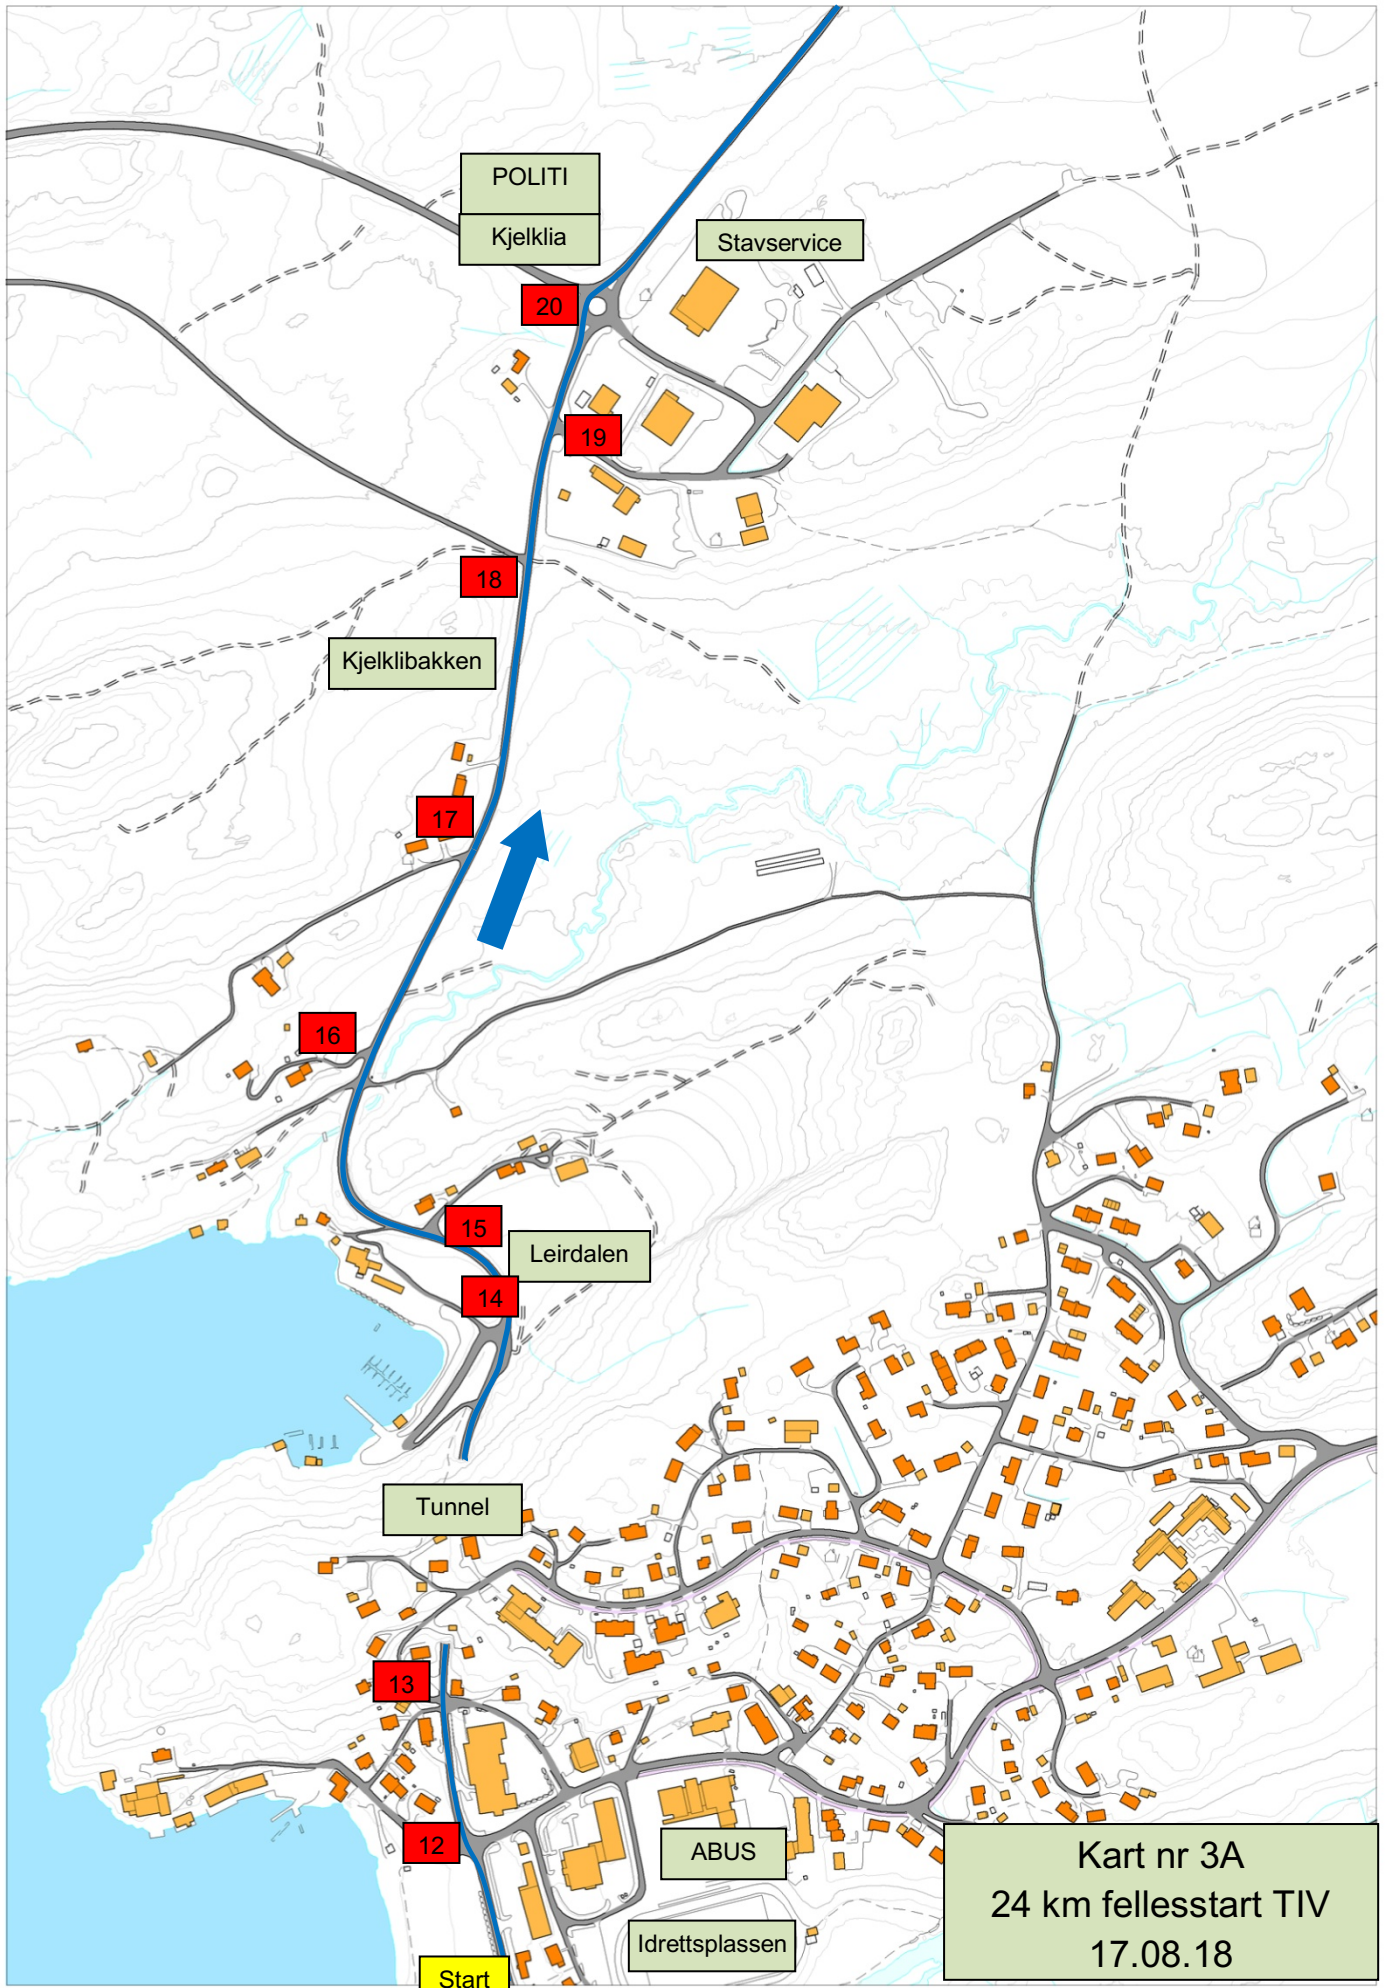 POLITI
Kjelklia
Stavservice
20
19
18
Kjelklibakken
17
16
15
Leirdalen
14
Tunnel
13
12
ABUS
Kart nr 3A
24 km fellesstart TIV
17.08.18
Idrettsplassen
Start